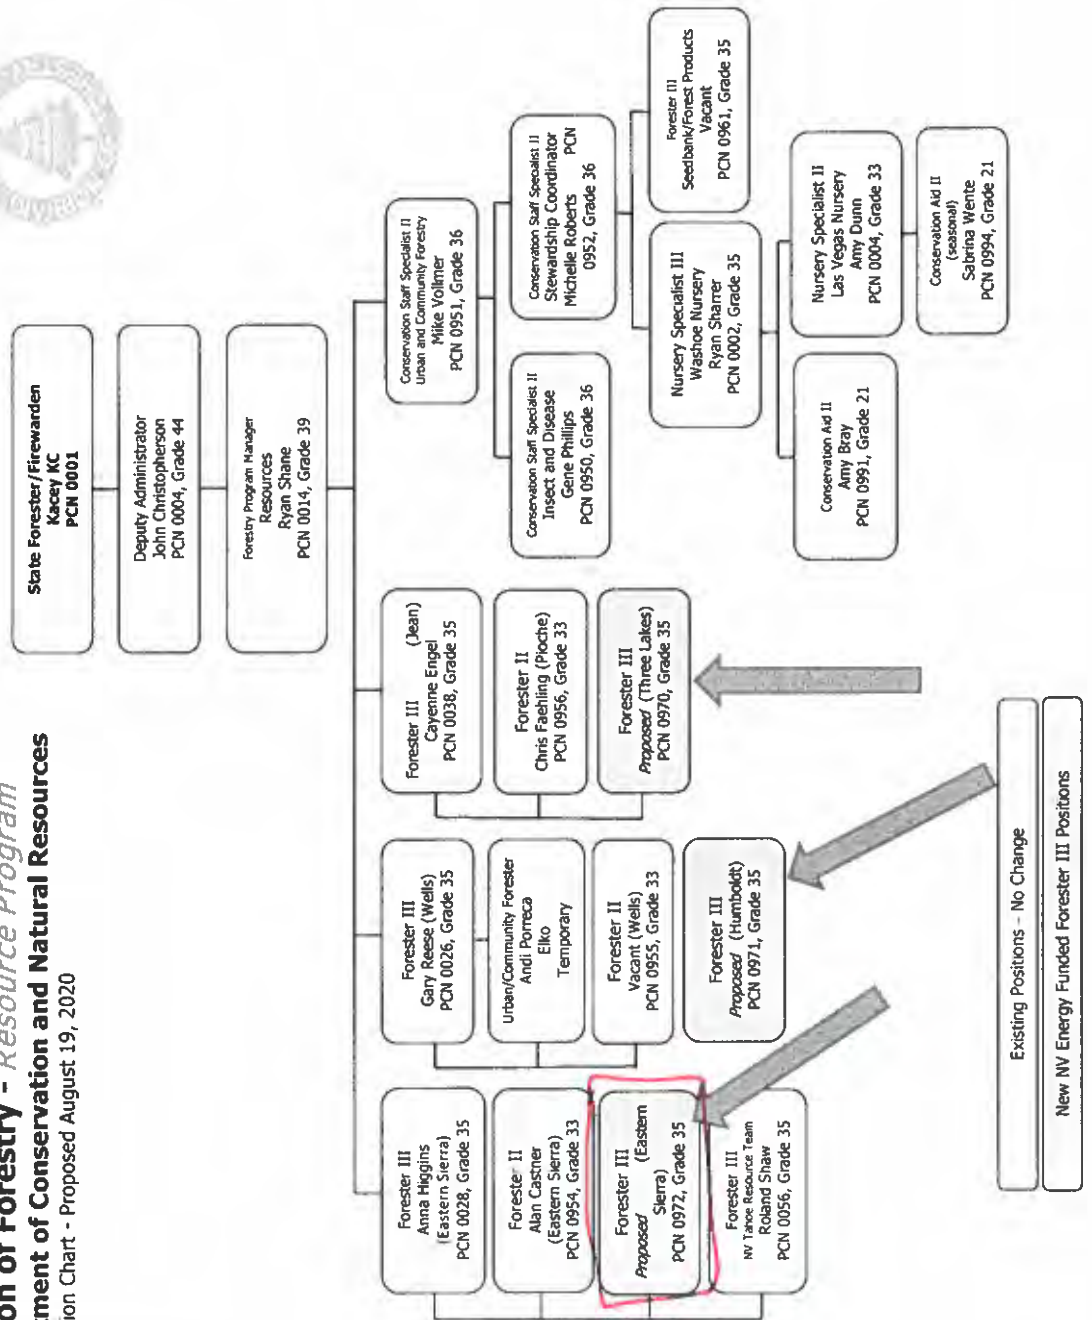 on of Forestry - Resource Program
tment of Conservation and Natural Resources
ion Chart - Proposed August 19, 2020
State Forester/Firewarden
Kacey KC
PCN 0001
Deputy Administrator
John Christopherson
PCN 0004, Grade 44
Forestry Program Manager
Resources
Ryan Shane
PCN 0014, Grade 39
Forester III
Anna Higgins
(Eastern Sierra)
PCN 0028, Grade 35
Forester II
Alan Castner
(Eastern Sierra)
PCN 0954, Grade 33
Forester III
Proposed (Eastern
Sierra)
PCN 0972, Grade 35
Forester III
NV Tahoe Resource Team
Roland Shaw
PCN 0056, Grade 35
Forester III
Gary Reese (Wells)
PCN 0026, Grade 35
Urban/Community Forester
Andi Porreca
Elko
Temporary
Forester II
Vacant (Wells)
PCN 0955, Grade 33
Forester III
Proposed (Humboldt)
PCN 0971, Grade 35
Forester III (Jean)
Cayenne Engel
PCN 0038, Grade 35
Forester II
Chris Faehling (Pioche)
PCN 0956, Grade 33
Forester III
Proposed (Three Lakes)
PCN 0970, Grade 35
Conservation Staff Specialist II
Urban and Community Forestry
Mike Vollmer
PCN 0951, Grade 36
Conservation Staff Specialist II
Insect and Disease
Gene Phillips
PCN 0950, Grade 36
Conservation Staff Specialist II
Stewardship Coordinator
Michelle Roberts PCN
0952, Grade 36
Nursery Specialist III
Washoe Nursery
Ryan Sharrer
PCN 0002, Grade 35
Forester III
Seedbank/Forest Products
Vacant
PCN 0961, Grade 35
Conservation Aid II
Amy Bray
PCN 0991, Grade 21
Nursery Specialist II
Las Vegas Nursery
Amy Dunn
PCN 0004, Grade 33
Conservation Aid II
(seasonal)
Sabrina Wente
PCN 0994, Grade 21
Existing Positions - No Change
New NV Energy Funded Forester III Positions